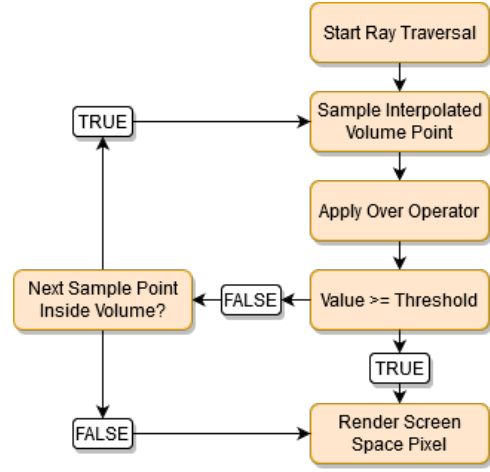 Start Ray Traversal
TRUE
Sample Interpolated
Volume Point
Apply Over Operator
Next Sample Point
Inside Volume?
FALSE
Value >= Threshold
TRUE
FALSE
Render Screen
Space Pixel